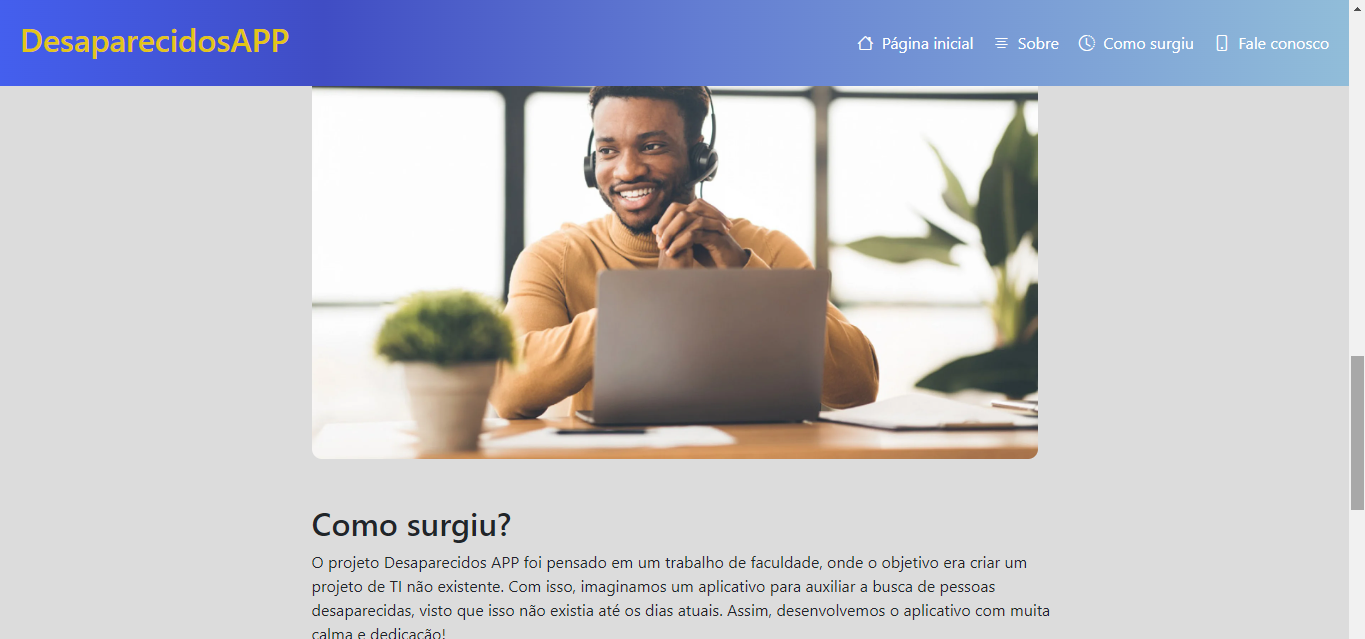 DesaparecidosAPP
Página inicial
Sobre
Como surgiu
Fale conosco
Como surgiu?
O projeto Desaparecidos APP foi pensado em um trabalho de faculdade, onde o objetivo era criar um
projeto de TI não existente. Com isso, imaginamos um aplicativo para auxiliar a busca de pessoas
desaparecidas, visto que isso não existia até os dias atuais. Assim, desenvolvemos o aplicativo com muita
calma e dedicação!